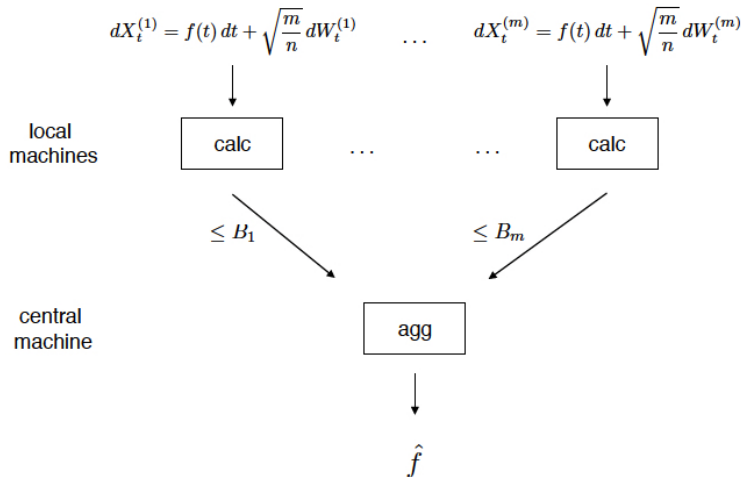 dX_t^{(1)} = f(t) dt + \sqrt{\frac{m}{n}} dW_t^{(1)} ... dX_t^{(m)} = f(t) dt + \sqrt{\frac{m}{n}} dW_t^{(m)}
local machines calc ... ... calc
≤ B_1 ≤ B_m
central machine agg
\hat{f}